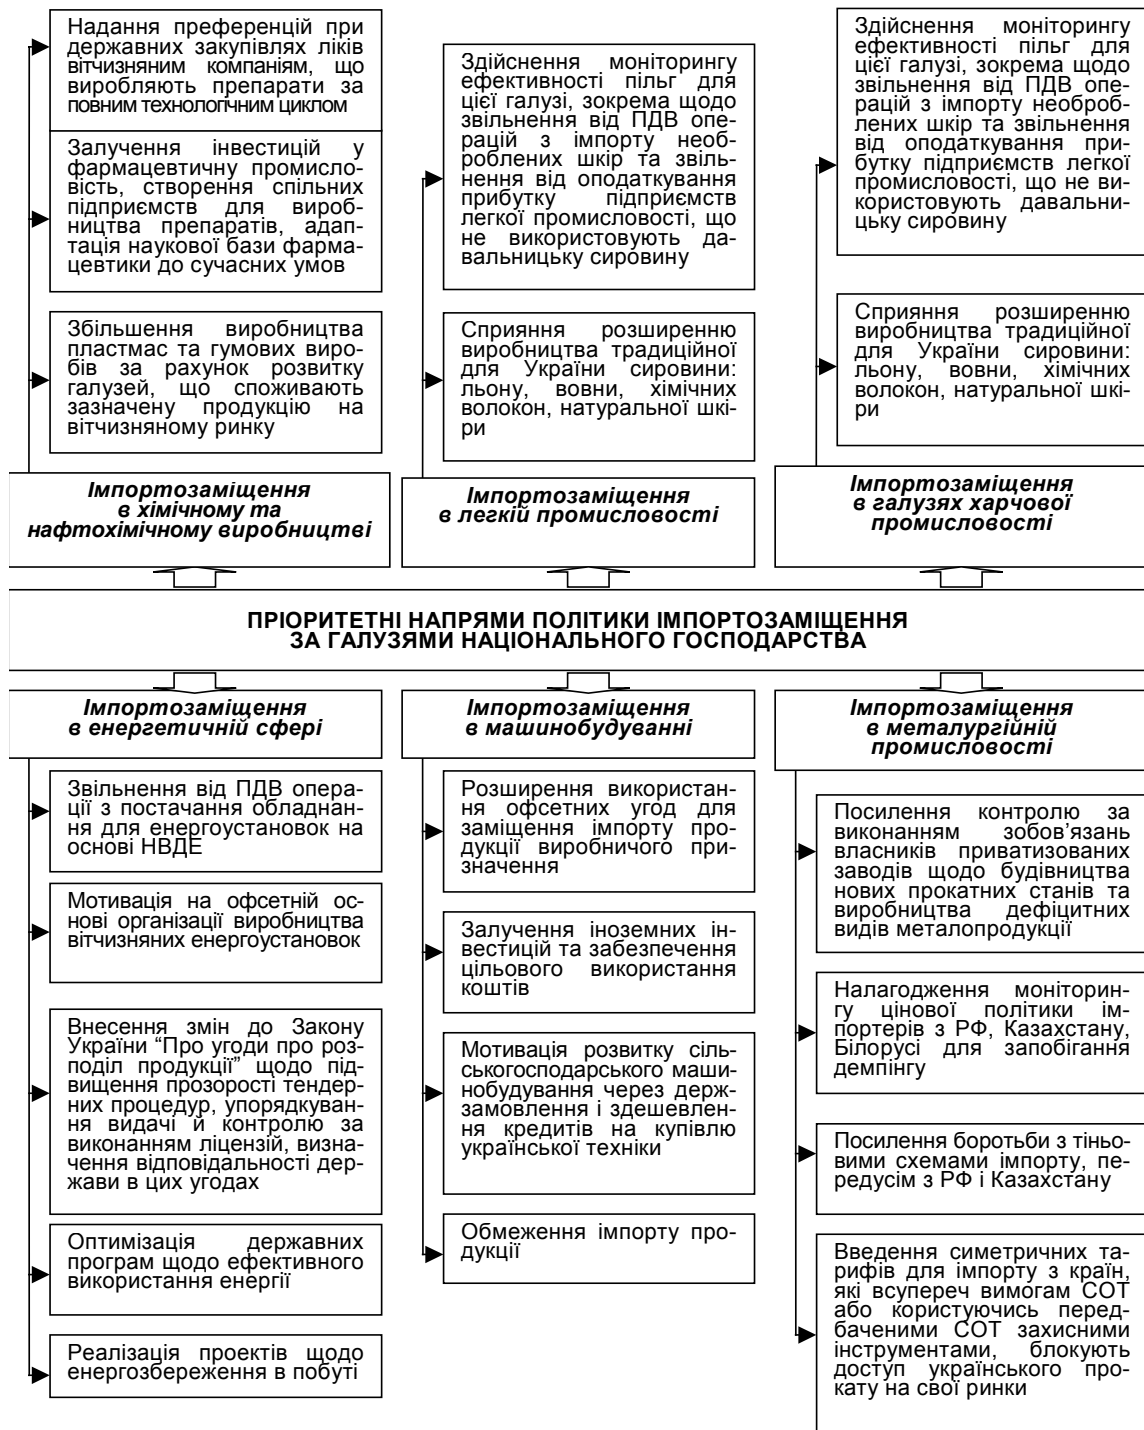 Надання преференцій при
державних закупівлях ліків
вітчизняним компаніям, що
виробляють препарати за
повним технологічним циклом
Залучення інвестицій у
фармацевтичну промисло-
вість, створення спільних
підприємств для вироб-
ництва препаратів, адап-
тація наукової бази фарма-
цевтики до сучасних умов
Збільшення виробництва
пластмас та гумових виро-
бів за рахунок розвитку
галузей, що споживають
зазначену продукцію на
вітчизняному ринку
Імпортозаміщення
в хімічному та
нафтохімічному виробництві
Здійснення моніторингу
ефективності пільг для
цієї галузі, зокрема щодо
звільнення від ПДВ опе-
рацій з імпорту необ-
роблених шкір та звіль-
нення від оподаткування
прибутку підприємств
легкої промисловості, що
не використовують да-
вальницьку сировину
Сприяння розширенню
виробництва традиційної
для України сировини:
льону, вовни, хімічних
волокон, натуральної шкі-
ри
Імпортозаміщення
в легкій промисловості
Здійснення моніторингу
ефективності пільг для
цієї галузі, зокрема щодо
звільнення від ПДВ опе-
рацій з імпорту необроб-
лених шкір та звільнення
від оподаткування при-
бутку підприємств легкої
промисловості, що не ви-
користовують давальни-
цьку сировину
Сприяння розширенню
виробництва традиційної
для України сировини:
льону, вовни, хімічних
волокон, натуральної шкі-
ри
Імпортозаміщення
в галузях харчової
промисловості
ПРІОРИТЕТНІ НАПРЯМИ ПОЛІТИКИ ІМПОРТОЗАМІЩЕННЯ
ЗА ГАЛУЗЯМИ НАЦІОНАЛЬНОГО ГОСПОДАРСТВА
Імпортозаміщення
в енергетичній сфері
Звільнення від ПДВ опера-
ції з постачання обладнан-
ня для енергоустановок на
основі НВДЕ
Мотивація на офсетній ос-
нові організації виробництва
вітчизняних енергоустановок
Внесення змін до Закону
України “Про угоди про роз-
поділ продукції” щодо під-
вищення прозорості тендер-
них процедур, упорядкуван-
ня видачі й контролю за
виконанням ліцензій, визна-
чення відповідальності дер-
жави в цих угодах
Оптимізація державних
програм щодо ефективного
використання енергії
Реалізація проектів щодо
енергозбереження в побуті
Імпортозаміщення
в машинобудуванні
Розширення використан-
ня офсетних угод для
заміщення імпорту про-
дукції виробничого при-
значення
Залучення іноземних ін-
вестицій та забезпечення
цільового використання
коштів
Мотивація розвитку сіль-
ськогосподарського маши-
нобудування через держ-
замовлення і здешевлен-
ня кредитів на купівлю
української техніки
Обмеження імпорту про-
дукції
Імпортозаміщення
в металургійній
промисловості
Посилення контролю за
виконанням зобов’язань
власників приватизованих
заводів щодо будівництва
нових прокатних станів та
виробництва дефіцитних
видів металопродукції
Налагодження моніторин-
гу цінової політики ім-
портерів з РФ, Казахстану,
Білорусі для запобігання
демпінгу
Посилення боротьби з тіньо-
вими схемами імпорту, пе-
редусім з РФ і Казахстану
Введення симетричних та-
рифів для імпорту з країн,
які всупереч вимогам СОТ
або користуючись перед-
баченими СОТ захисними
інструментами, блокують
доступ українського про-
кату на свої ринки